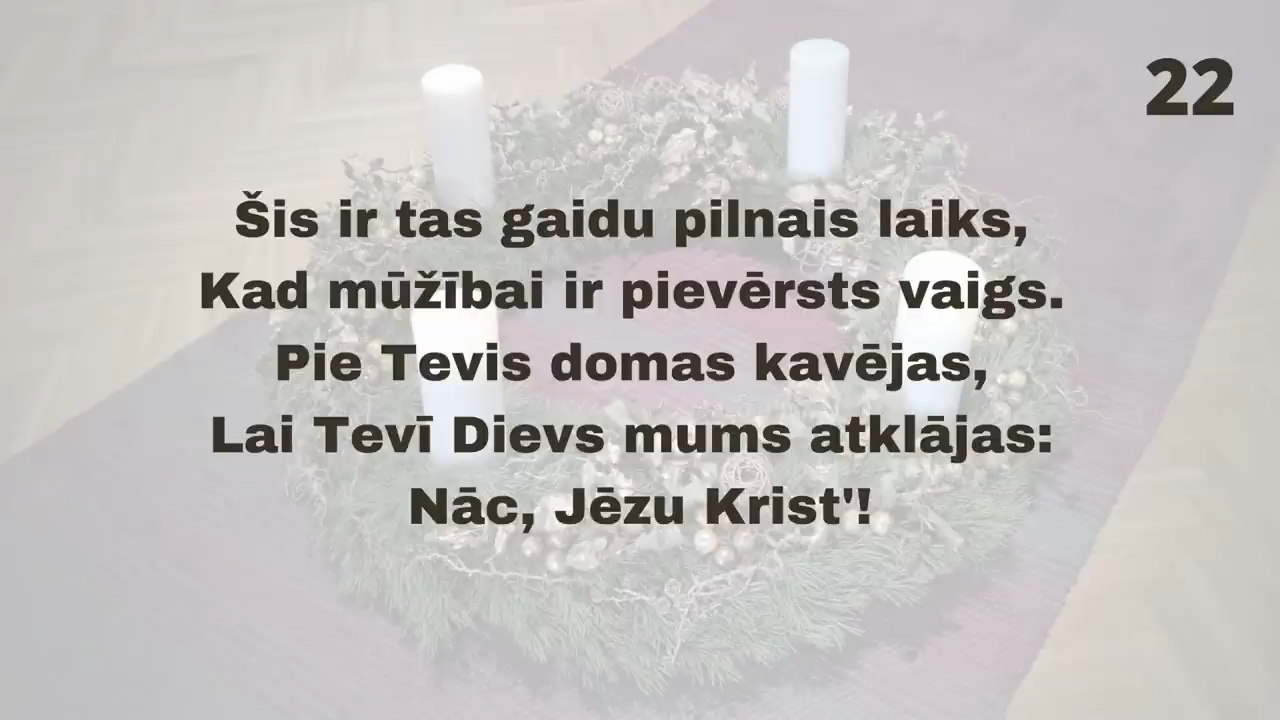 22
Šis ir tas gaidu pilnais laiks,
Kad mūžībai ir pievērsts vaigs.
Pie Tevis domas kavējas,
Lai Tevī Dievs mums atklājas:
Nāc, Jēzu Krist'!